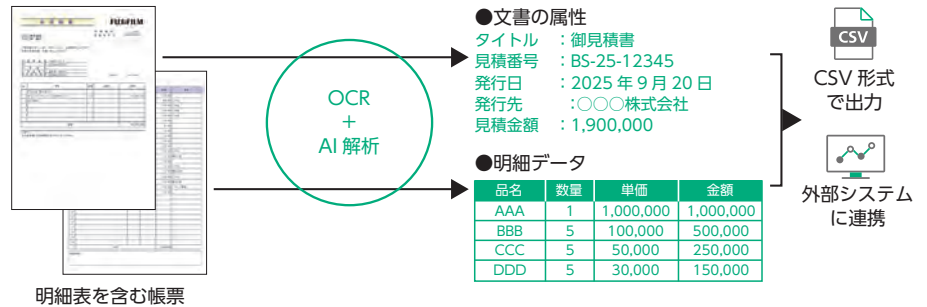 FUJIFILM
明細表を含む帳票
OCR
+
AI 解析
●文書の属性
タイトル ：御見積書
見積番号 ：BS-25-12345
発行日 ：2025 年 9 月 20 日
発行先 ：○○○株式会社
見積金額 ：1,900,000
●明細データ
品名 数量 単価 金額
AAA 1 1,000,000 1,000,000
BBB 5 100,000 500,000
CCC 5 50,000 250,000
DDD 5 30,000 150,000
CSV
CSV 形式
で出力
外部システム
に連携